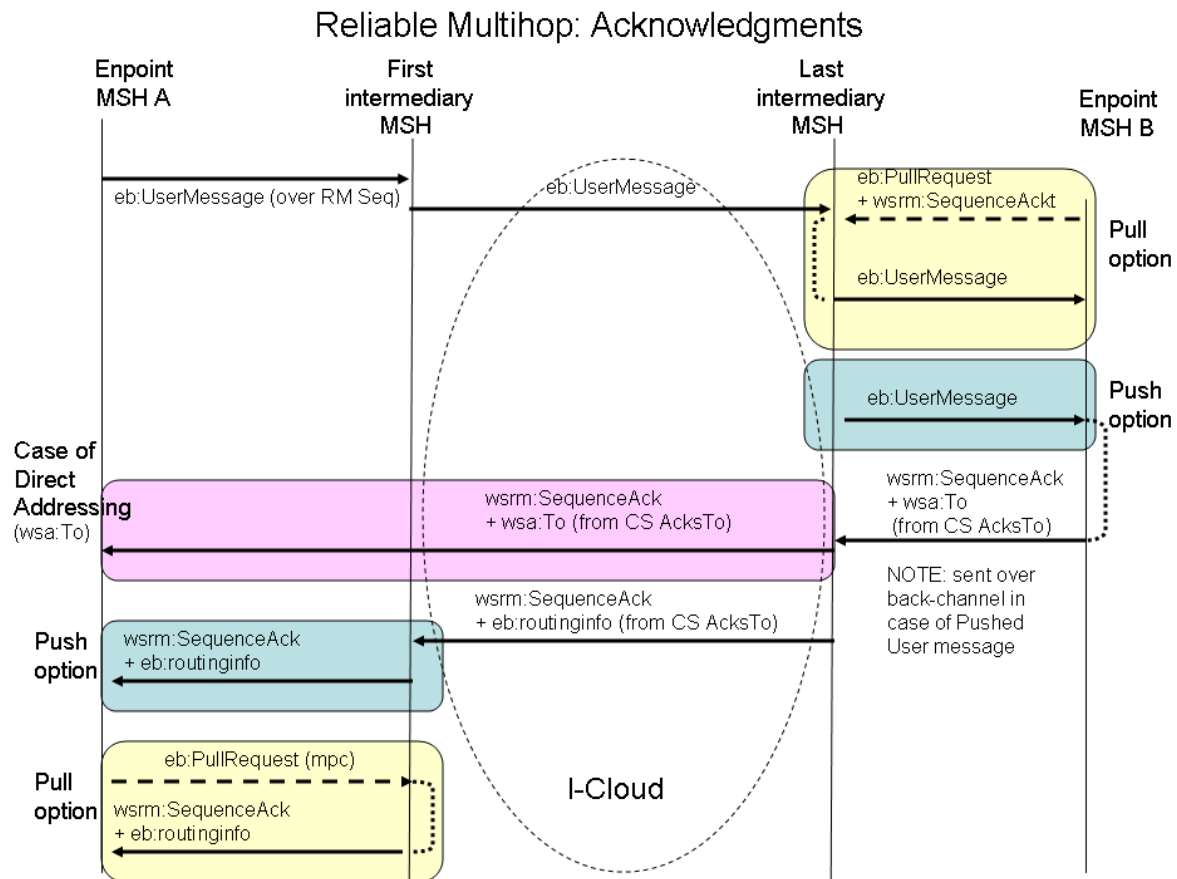 Reliable Multihop: Acknowledgments
Enpoint
MSH A
First
intermediary
MSH
Last
intermediary
MSH
Enpoint
MSH B
eb:UserMessage (over RM Seq)
eb:UserMessage
eb:PullRequest
+ wsrm:SequenceAckt
Pull
option
eb:UserMessage
eb:UserMessage
Push
option
Case of
Direct
Addressing
(wsa:To)
wsrm:SequenceAck
+ wsa:To (from CS AcksTo)
wsrm:SequenceAck
+ wsa:To
(from CS AcksTo)
NOTE: sent over
back-channel in
case of Pushed
User message
wsrm:SequenceAck
+ eb:routinginfo (from CS AcksTo)
Push
option
wsrm:SequenceAck
+ eb:routinginfo
Pull
option
eb:PullRequest (mpc)
wsrm:SequenceAck
+ eb:routinginfo
I-Cloud